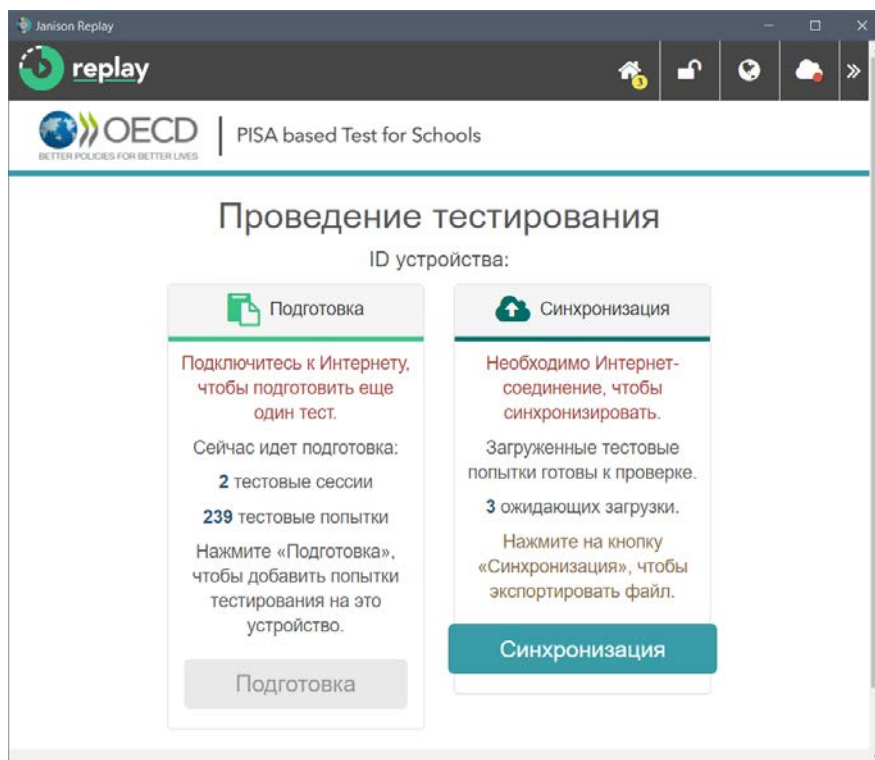 Janison Replay
replay
3
OECD
BETTER POLICIES FOR BETTER LIVES
PISA based Test for Schools
Проведение тестирования
ID устройства:
Подготовка
Подключитесь к Интернету,
чтобы подготовить еще
один тест.
Сейчас идет подготовка:
2 тестовые сессии
239 тестовые попытки
Нажмите «Подготовка»,
чтобы добавить попытки
тестирования на это
устройство.
Подготовка
Синхронизация
Необходимо Интернет-
соединение, чтобы
синхронизировать.
Загруженные тестовые
попытки готовы к проверке.
3 ожидающих загрузки.
Нажмите на кнопку
«Синхронизация», чтобы
экспортировать файл.
Синхронизация